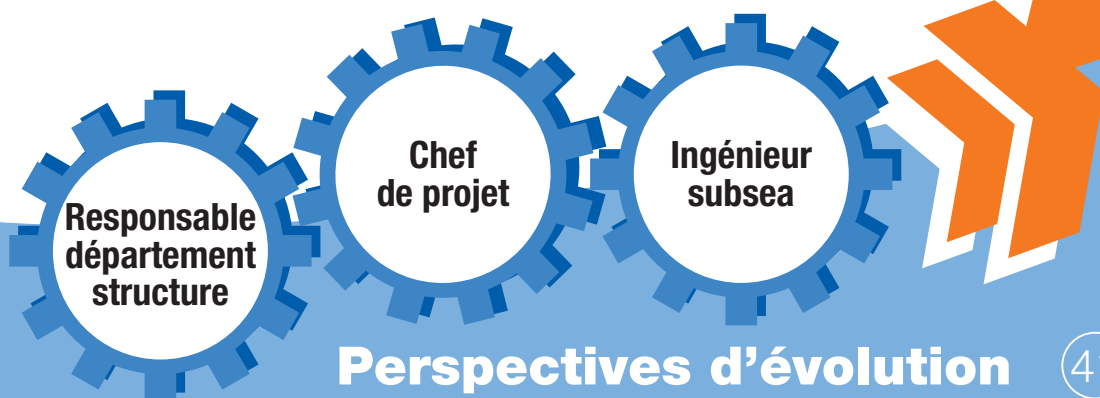 Responsable
département
structure
Chef
de projet
Ingénieur
subsea
Perspectives d'évolution